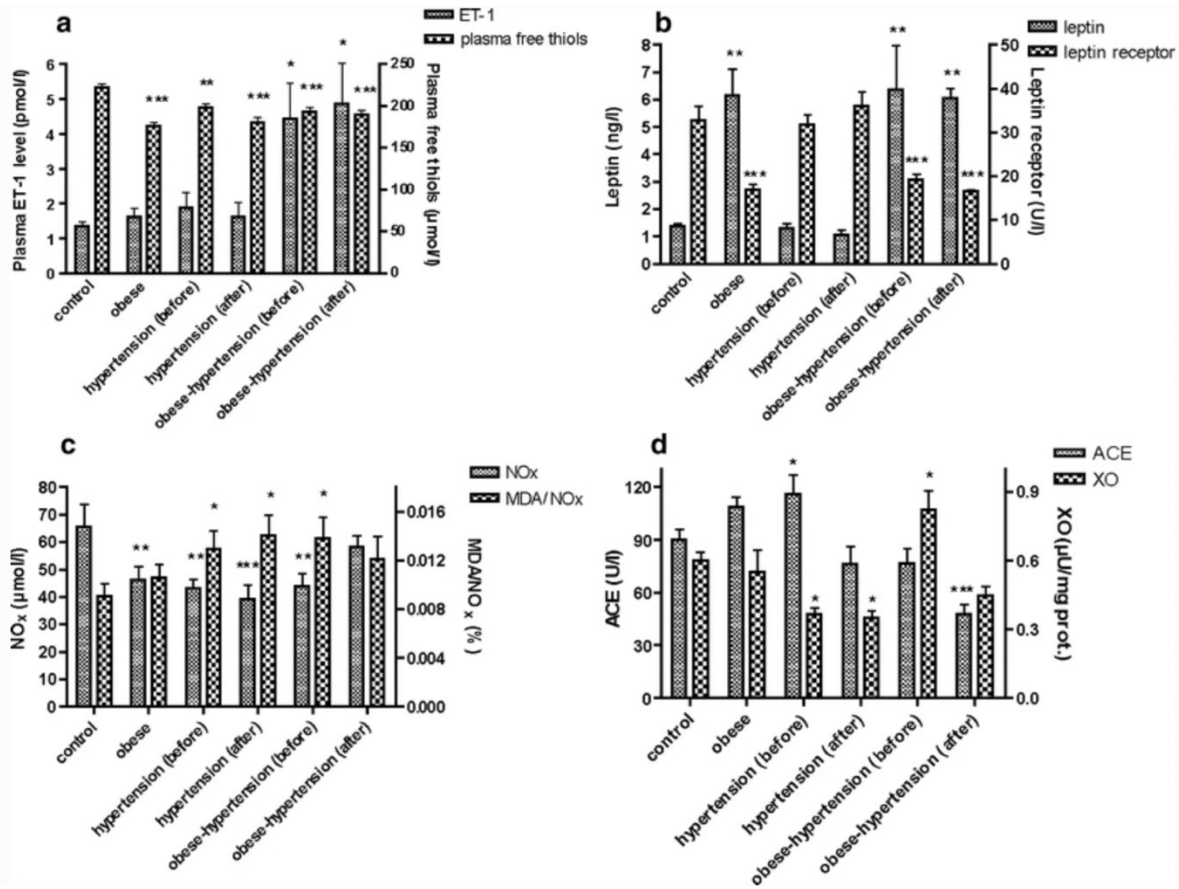 a
ET-1
plasma free thiols
Plasma ET-1 level (pmol/l)
6
5
4
3
2
1
0
* *
*** ** *** *** ***
250
200
150
100
50
0
Plasma free thiols (µmol/l)
control
obese
hypertension (before)
hypertension (after)
obese-hypertension (before)
obese-hypertension (after)
b
leptin
leptin receptor
Leptin (ng/l)
8
7
6
5
4
3
2
1
0
** ** **
*** *** ***
50
40
30
20
10
0
Leptin receptor (U/l)
control
obese
hypertension (before)
hypertension (after)
obese-hypertension (before)
obese-hypertension (after)
c
NOx
MDA/NOx
NOx (µmol/l)
80
70
60
50
40
30
20
10
0
* * *
** ** *** **
0.016
0.012
0.008
0.004
0.000
MDA/NOx (%)
control
obese
hypertension (before)
hypertension (after)
obese-hypertension (before)
obese-hypertension (after)
d
ACE
XO
ACE (U/l)
120
90
60
30
0
* *
* * ***
0.9
0.6
0.3
0.0
XO (µU/mg prot.)
control
obese
hypertension (before)
hypertension (after)
obese-hypertension (before)
obese-hypertension (after)